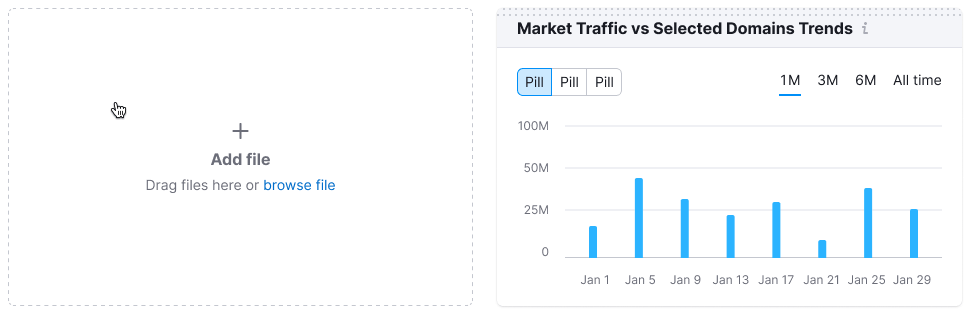 Add file
Drag files here or browse file
Market Traffic vs Selected Domains Trends i
Pill Pill Pill 1M 3M 6M All time
100M
50M
25M
0
Jan 1 Jan 5 Jan 9 Jan 13 Jan 17 Jan 21 Jan 25 Jan 29